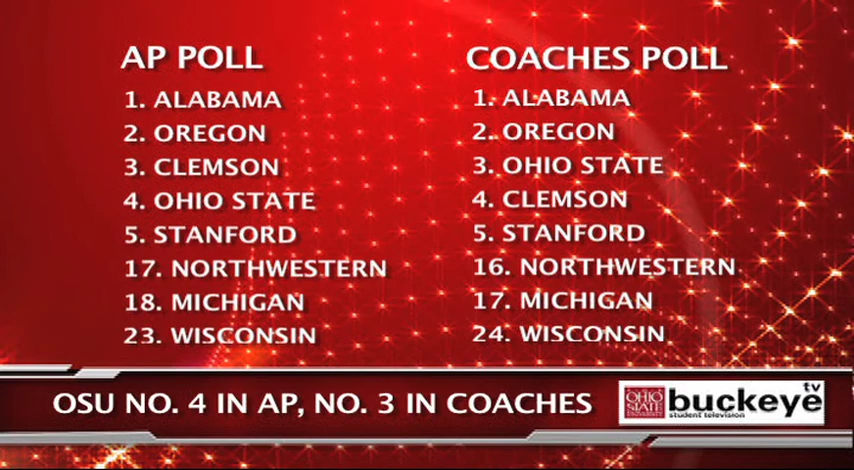 AP POLL
1. ALABAMA
2. OREGON
3. CLEMSON
4. OHIO STATE
5. STANFORD
17. NORTHWESTERN
18. MICHIGAN
23. WISCONSIN
COACHES POLL
1. ALABAMA
2. OREGON
3. OHIO STATE
4. CLEMSON
5. STANFORD
16. NORTHWESTERN
17. MICHIGAN
24. WISCONSIN
OSU NO. 4 IN AP, NO. 3 IN COACHES
OHIO
STATE
buckeye tv
student television